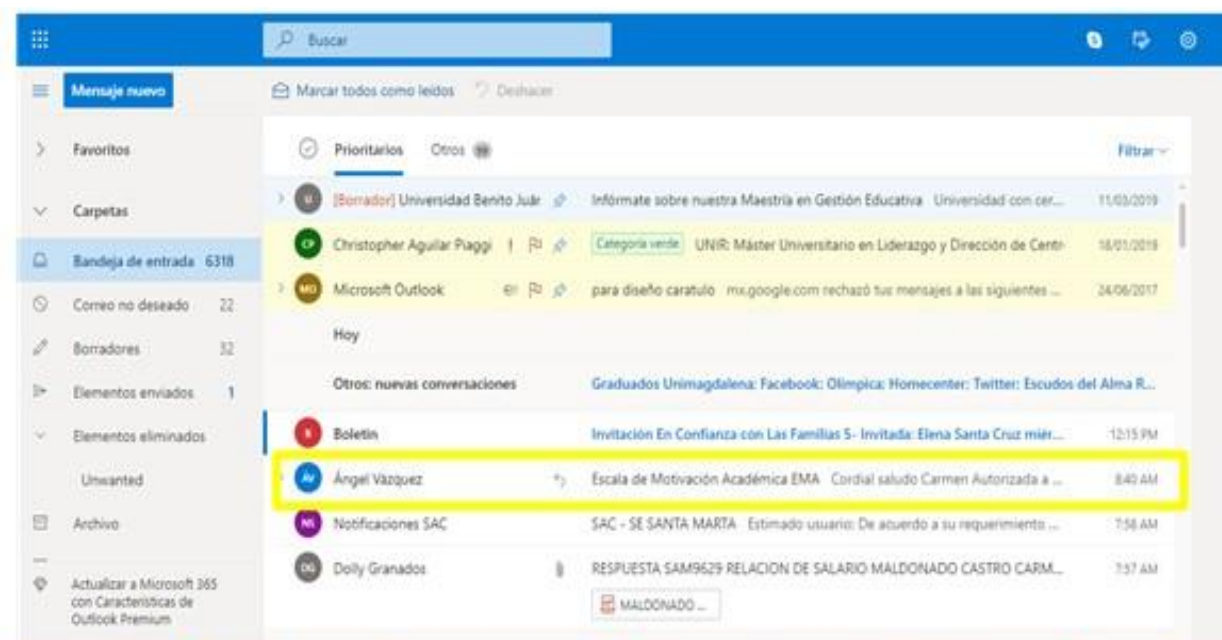 Buscar
Mensaje nuevo
Marcar todos como leídos Deshacer
Favoritos
Carpetas
Bandeja de entrada 6318
Correo no deseado 22
Borradores 32
Elementos enviados 1
Elementos eliminados
Unwanted
Archivo
Actualizar a Microsoft 365
con Características de
Outlook Premium
Prioritarios Otros
Filtrar
U [Borrador] Universidad Benito Juár Infórmate sobre nuestra Maestría en Gestión Educativa Universidad con cer... 11/03/2019
CP Christopher Aguilar Piaggi Categoría verde UNIR: Máster Universitario en Liderazgo y Dirección de Centr 18/01/2019
MO Microsoft Outlook para diseño caratulo mx.google.com rechazó tus mensajes a las siguientes ... 24/06/2017
Hoy
Otros: nuevas conversaciones Graduados Unimagdalena: Facebook: Olimpica: Homecenter: Twitter: Escudos del Alma R...
B Boletin Invitación En Confianza con Las Familias 5- Invitada: Elena Santa Cruz miér... 12:15 PM
ÁV Ángel Vázquez Escala de Motivación Académica EMA Cordial saludo Carmen Autorizada a ... 8:40 AM
NS Notificaciones SAC SAC - SE SANTA MARTA Estimado usuario: De acuerdo a su requerimiento ... 7:58 AM
DG Dolly Granados RESPUESTA SAM9629 RELACION DE SALARIO MALDONADO CASTRO CARM... 7:57 AM
MALDONADO ...